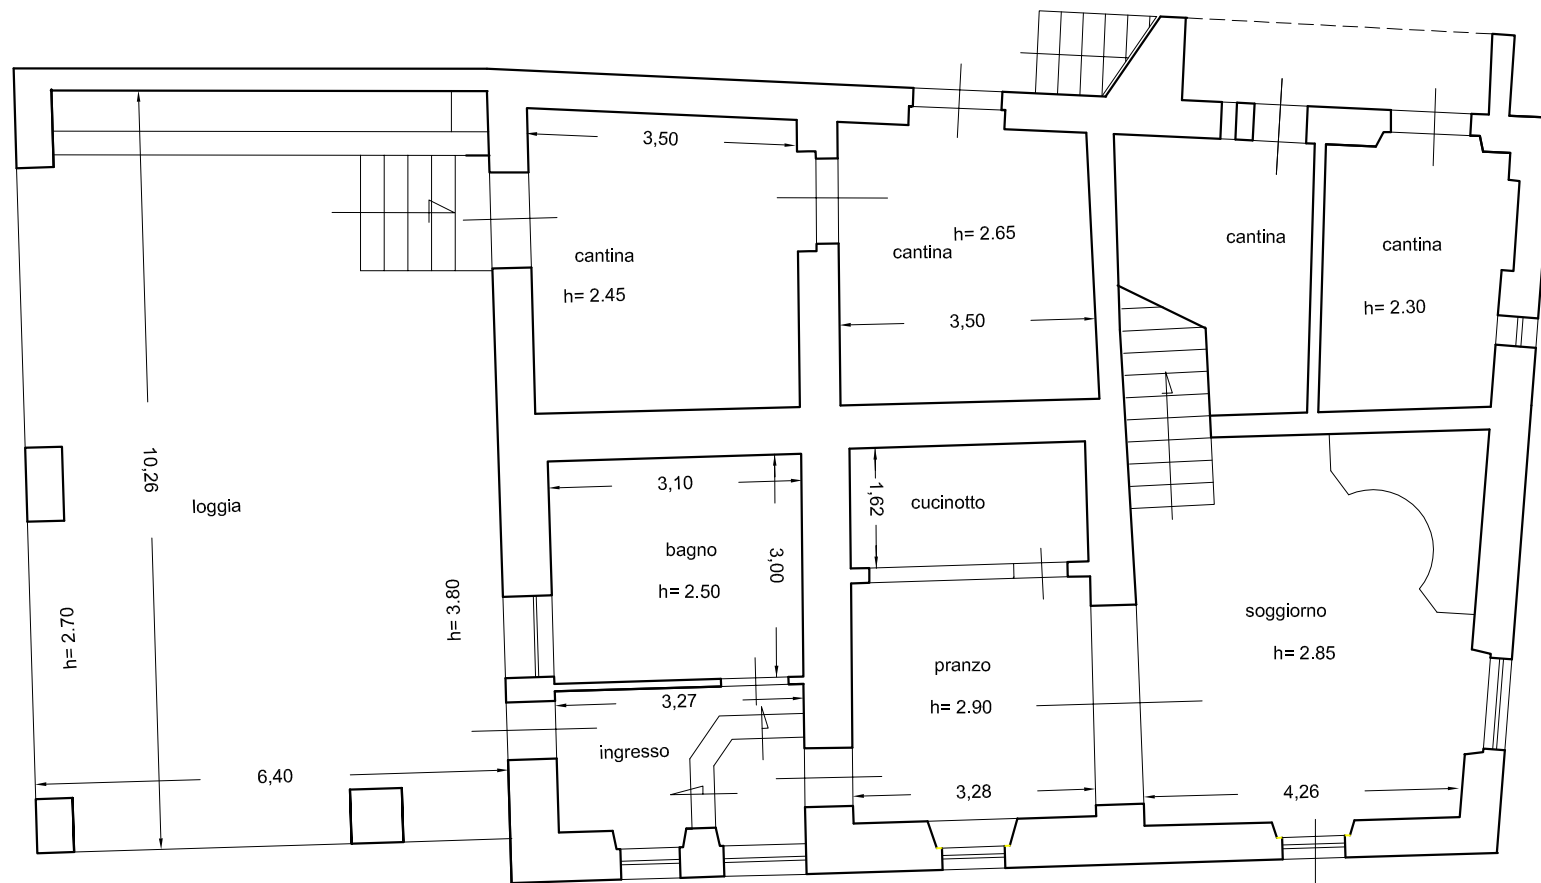 3,50
cantina
h= 2.45
h= 2.65
cantina
3,50
cantina
cantina
h= 2.30
10,26
loggia
3,10
bagno
3,00
h= 2.50
1,62
cucinotto
h= 2.70
h= 3.80
soggiorno
h= 2.85
pranzo
h= 2.90
3,27
ingresso
6,40
3,28
4,26